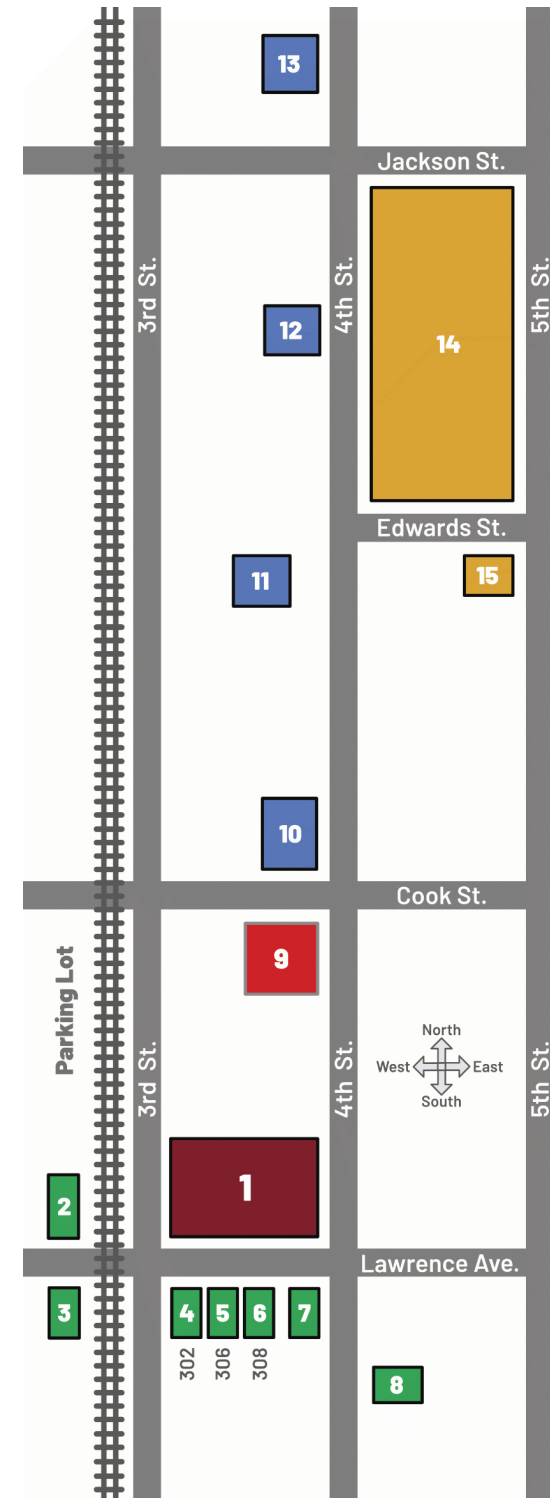 13
Jackson St.
3rd St.
4th St.
5th St.
12
14
Edwards St.
11
15
10
Cook St.
9
Parking Lot
North
West
East
South
3rd St.
4th St.
5th St.
1
2
Lawrence Ave.
3
4
5
6
7
302
306
308
8